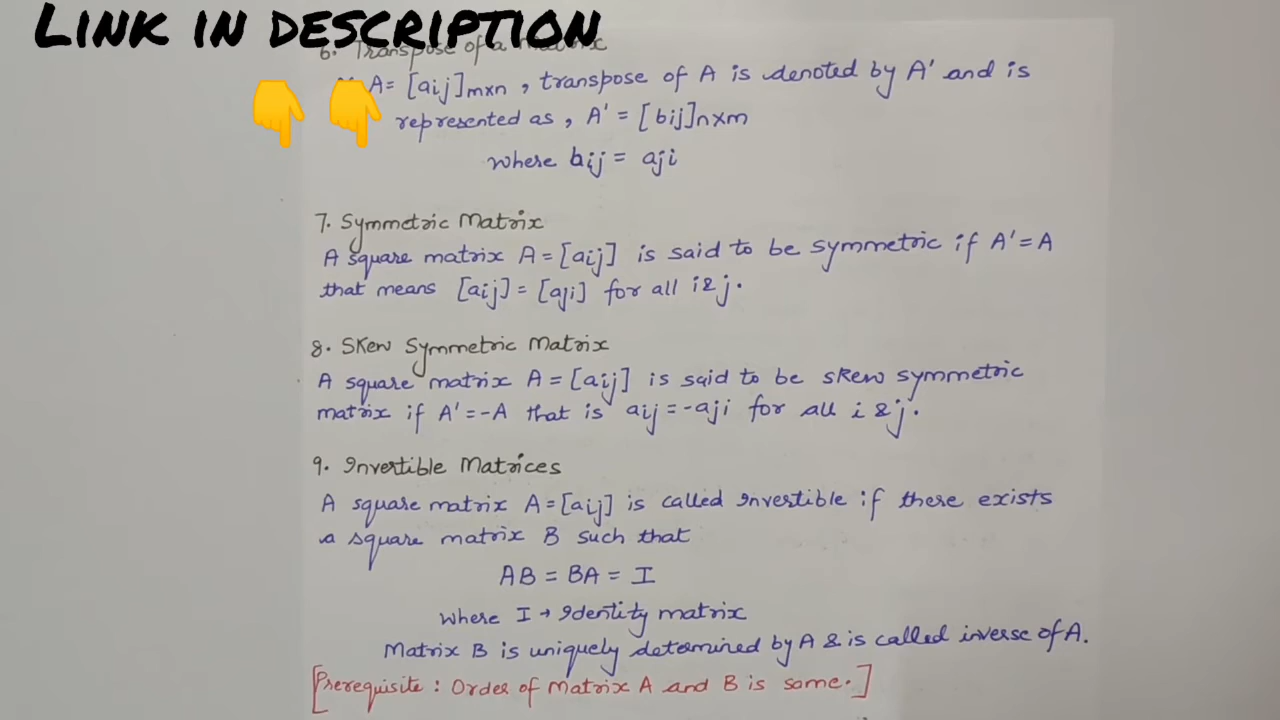 LINK IN DESCRIPTION
6. Transpose of a Matrix
A = [aij]m×n , transpose of A is denoted by A' and is
represented as , A' = [bij]n×m
where bij = aji
7. Symmetric Matrix
A square matrix A = [aij] is said to be symmetric if A' = A
that means [aij] = [aji] for all i & j.
8. Skew Symmetric Matrix
A square matrix A = [aij] is said to be skew symmetric
matrix if A' = -A that is aij = -aji for all i & j.
9. Invertible Matrices
A square matrix A = [aij] is called invertible if there exists
a square matrix B such that
AB = BA = I
where I → Identity matrix
Matrix B is uniquely determined by A & is called inverse of A.
[Prerequisite : Order of Matrix A and B is same.]